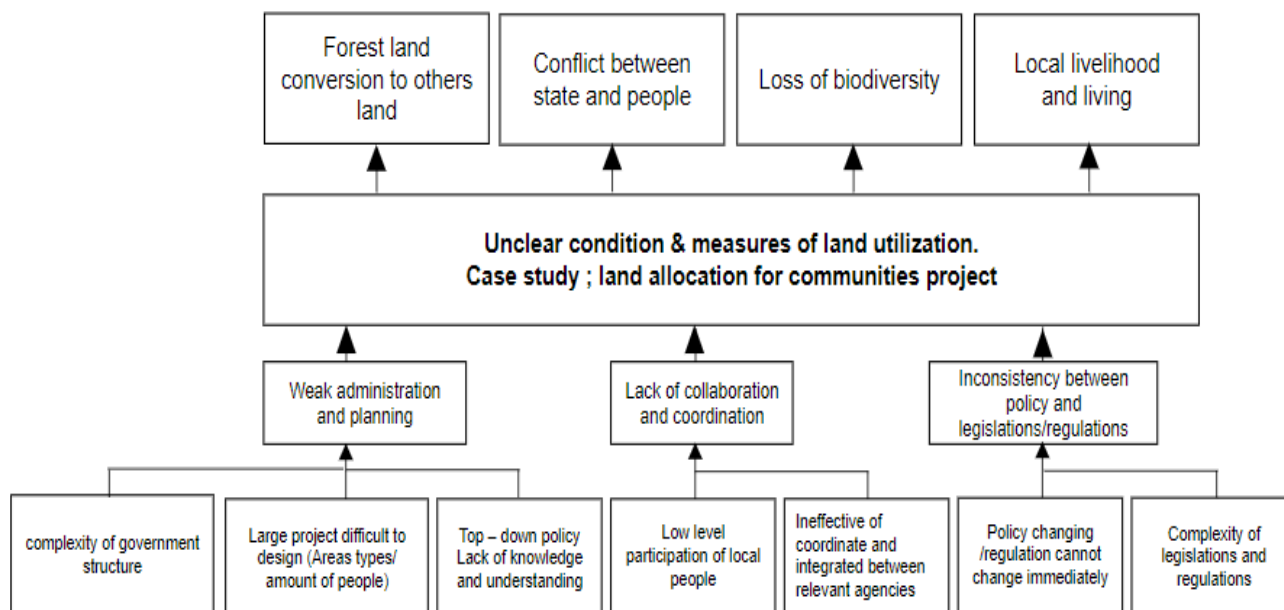 Forest land
conversion to others
land
Conflict between
state and people
Loss of biodiversity
Local livelihood
and living
Unclear condition & measures of land utilization.
Case study ; land allocation for communities project
Weak administration
and planning
Lack of collaboration
and coordination
Inconsistency between
policy and
legislations/regulations
complexity of government
structure
Large project difficult to
design (Areas types/
amount of people)
Top – down policy
Lack of knowledge
and understanding
Low level
participation of local
people
Ineffective of
coordinate and
integrated between
relevant agencies
Policy changing
/regulation cannot
change immediately
Complexity of
legislations and
regulations